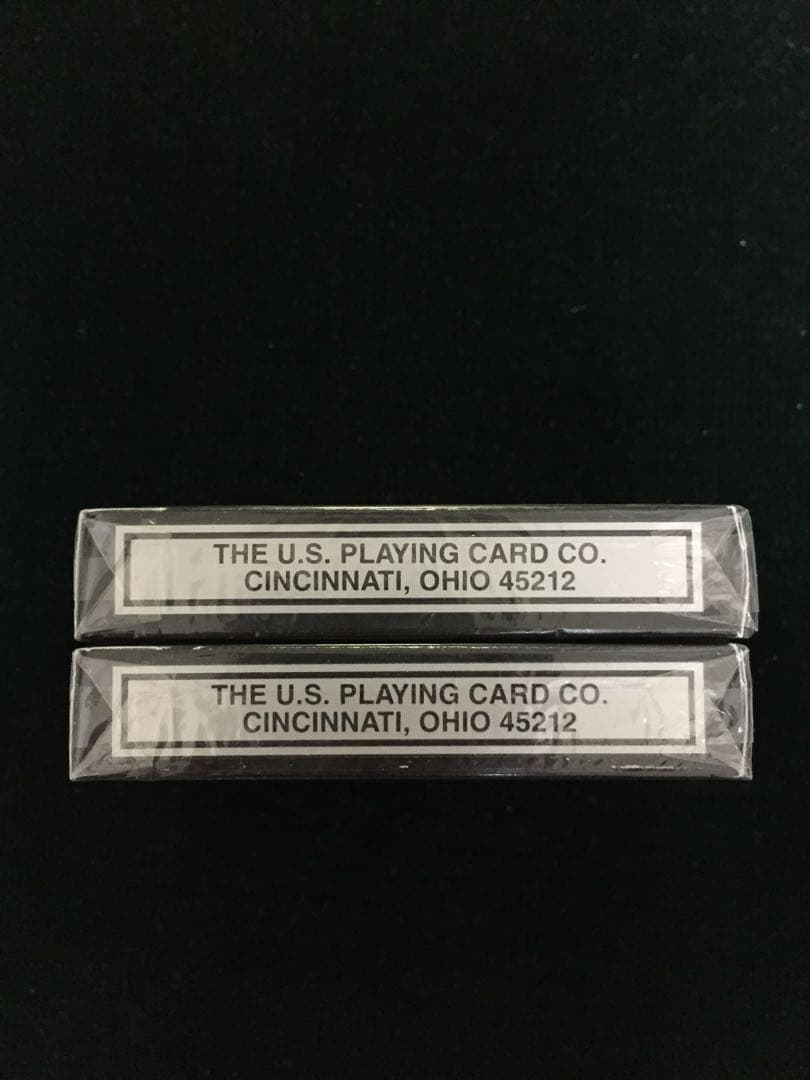 THE U.S. PLAYING CARD CO.
CINCINNATI, OHIO 45212
THE U.S. PLAYING CARD CO.
CINCINNATI, OHIO 45212